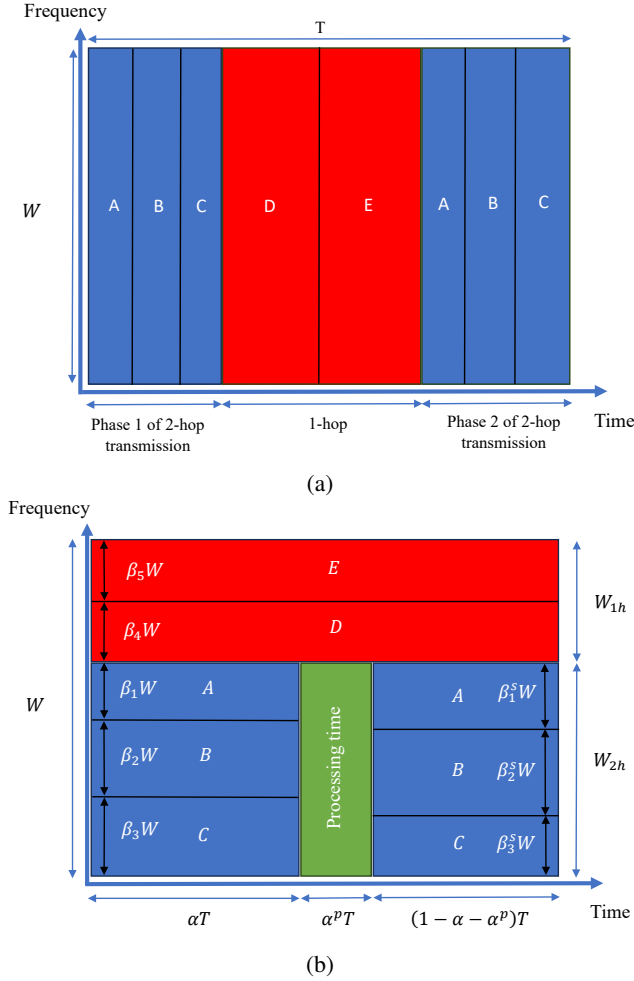 Frequency
T
W
A B C D E A B C
Phase 1 of 2-hop
transmission
1-hop
Phase 2 of 2-hop
transmission
Time
(a)
Frequency
β₅W E
W₁ₕ
β₄W D
W
β₁W A
Processing time
A β₁ˢW
β₂W B
B β₂ˢW
W₂ₕ
β₃W C
C β₃ˢW
Time
αT αᵖT (1 − α − αᵖ)T
(b)